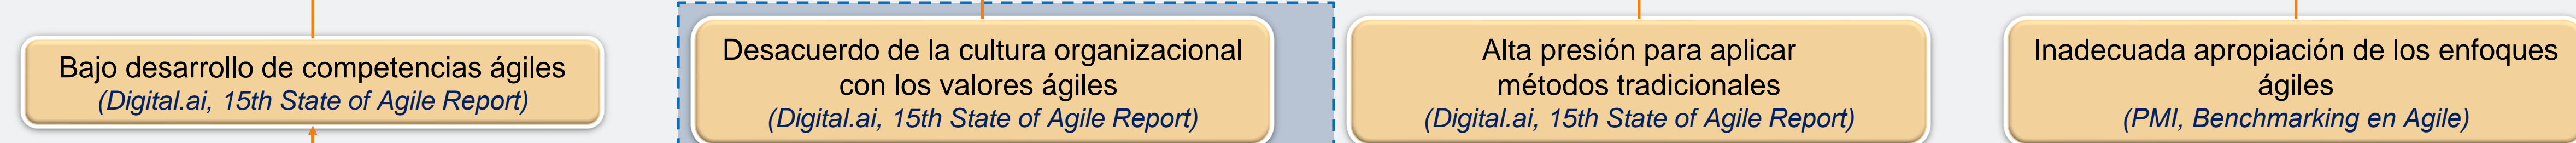 Bajo desarrollo de competencias ágiles
(Digital.ai, 15th State of Agile Report)
Desacuerdo de la cultura organizacional
con los valores ágiles
(Digital.ai, 15th State of Agile Report)
Alta presión para aplicar
métodos tradicionales
(Digital.ai, 15th State of Agile Report)
Inadecuada apropiación de los enfoques
ágiles
(PMI, Benchmarking en Agile)